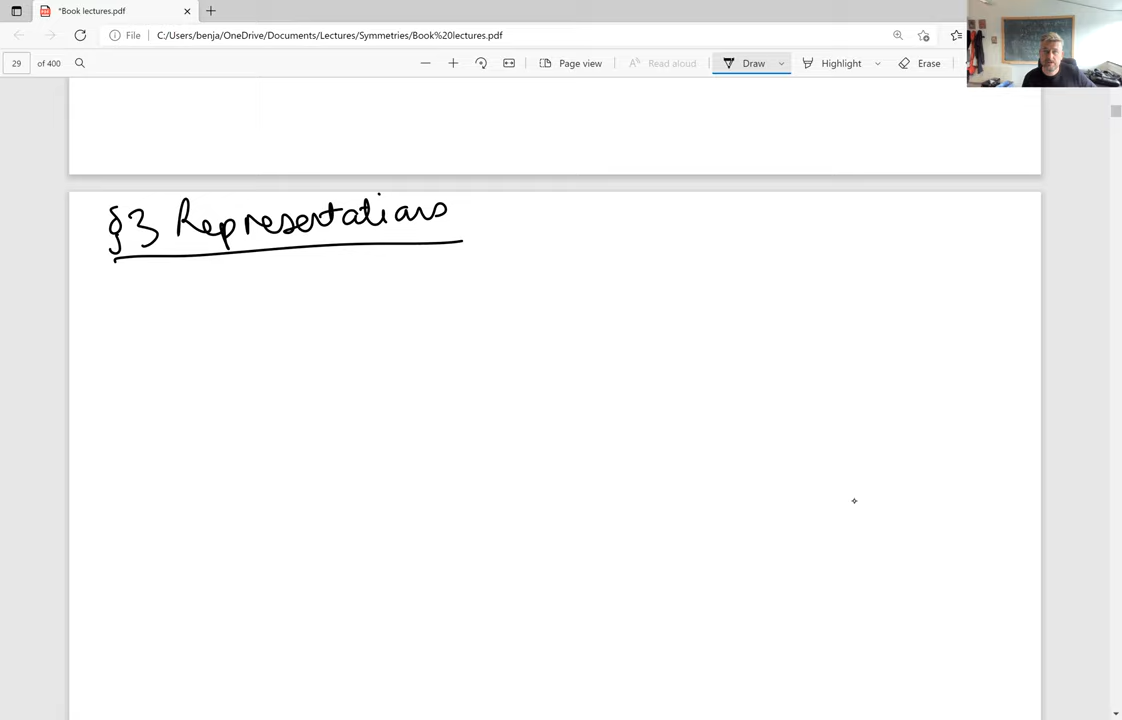 *Book lectures.pdf
File C:/Users/benja/OneDrive/Documents/Lectures/Symmetries/Book%20lectures.pdf
29 of 400 Page view Read aloud Draw Highlight Erase
§3 Representations